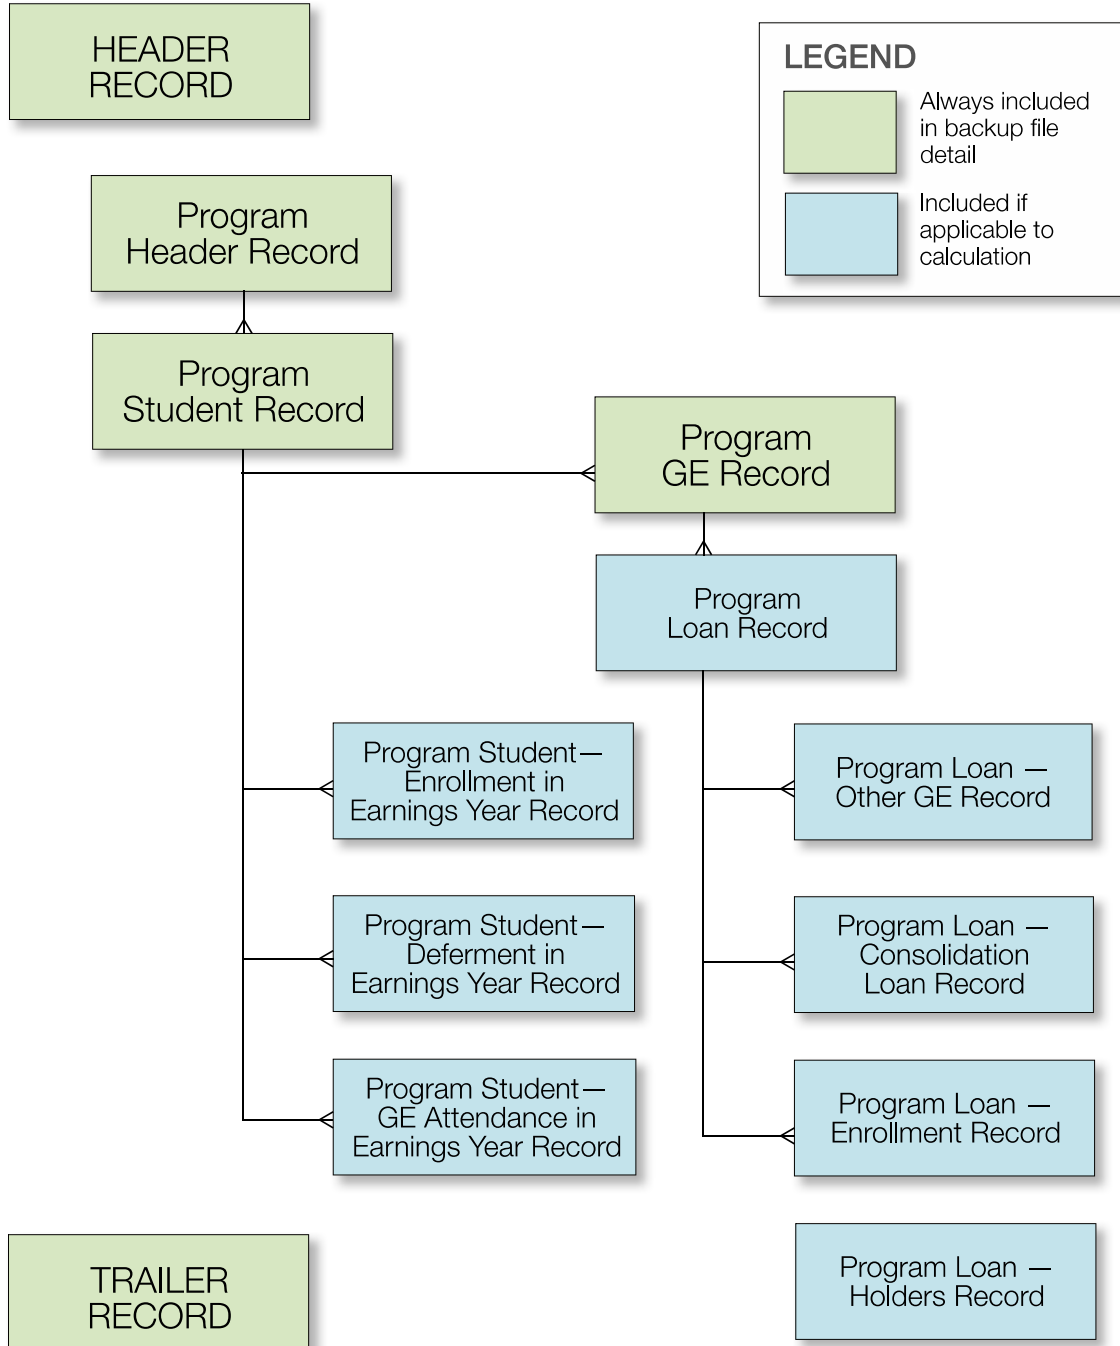 HEADER
RECORD
LEGEND
Always included
in backup file
detail
Included if
applicable to
calculation
Program
Header Record
Program
Student Record
Program
GE Record
Program
Loan Record
Program Student—
Enrollment in
Earnings Year Record
Program Loan —
Other GE Record
Program Student—
Deferment in
Earnings Year Record
Program Loan —
Consolidation
Loan Record
Program Student—
GE Attendance in
Earnings Year Record
Program Loan —
Enrollment Record
TRAILER
RECORD
Program Loan —
Holders Record